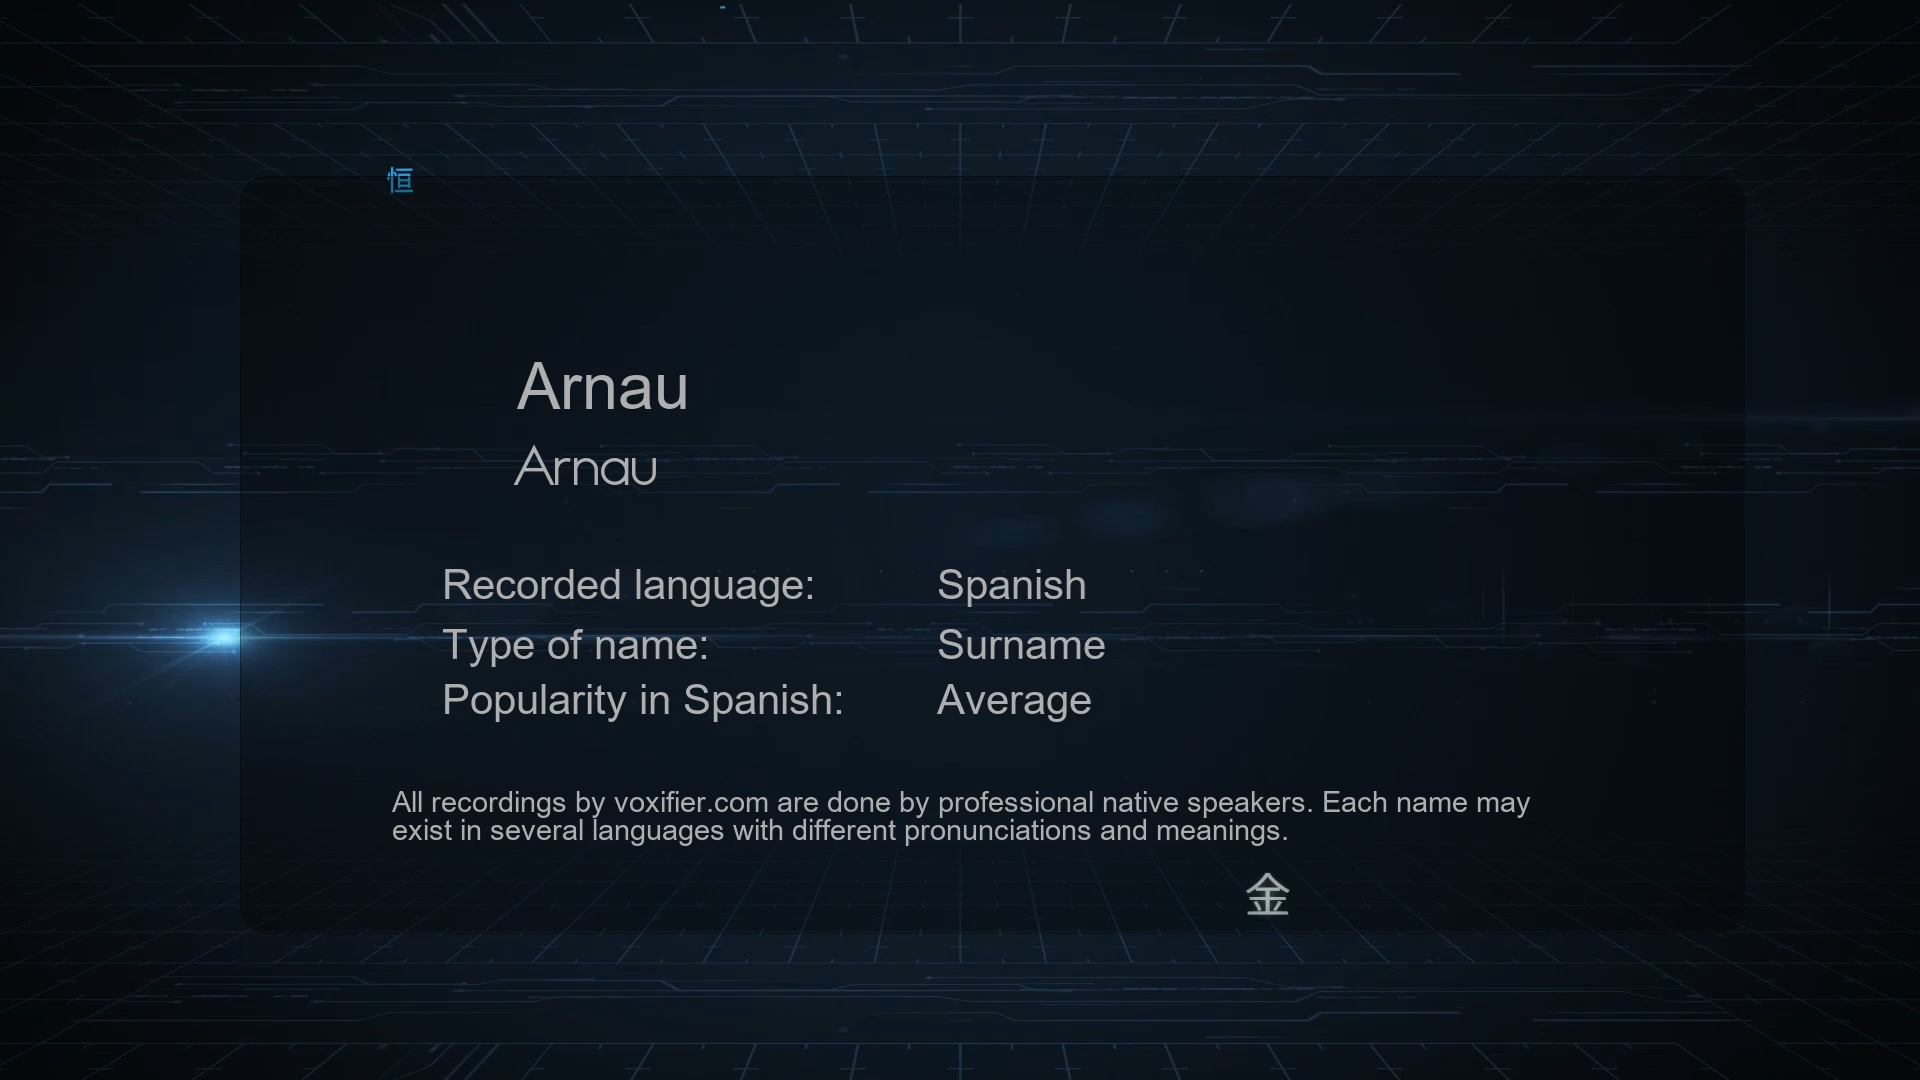 恒
Arnau
Arnau
Recorded language: Spanish
Type of name: Surname
Popularity in Spanish: Average
All recordings by voxifier.com are done by professional native speakers. Each name may
exist in several languages with different pronunciations and meanings.
金